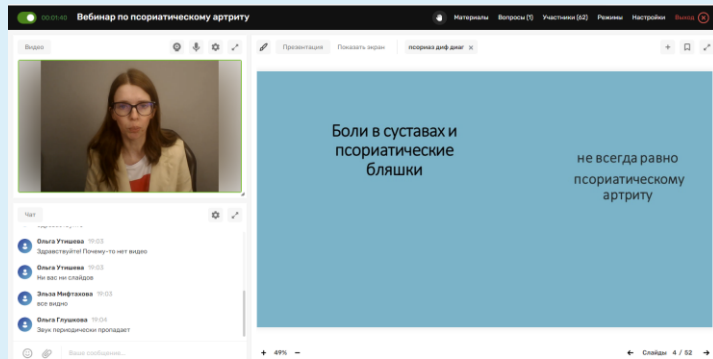 00:01:40 Вебинар по псориатическому артриту
Материалы Вопросы (1) Участники (62) Режимы Настройки Выход
Видео
Презентация Показать экран псориаз диф диаг ×
Боли в суставах и
псориатические
бляшки
не всегда равно
псориатическому
артриту
Чат
Ольга Утишева 19:03
Здравствуйте! Почему-то нет видео
Ольга Утишева 19:03
Ни вас ни слайдов
Эльза Мифтахова 19:03
все видно
Ольга Глушкова 19:04
Звук периодически пропадает
Ваше сообщение...
+ 49% −
← Слайды 4 / 52 →